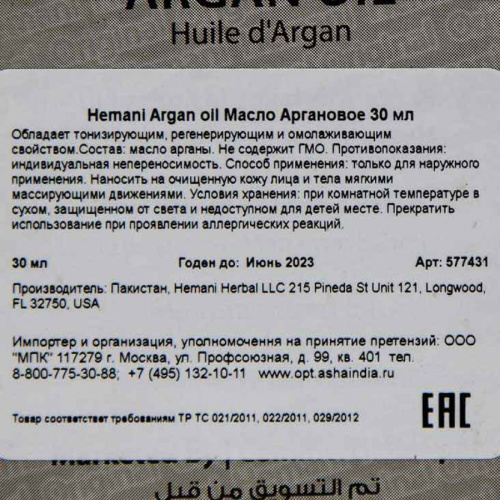 ARGAN OIL
Huile d'Argan
Hemani Argan oil Масло Аргановое 30 мл
Обладает тонизирующим, регенерирующим и омолаживающим
свойством.Состав: масло арганы. Не содержит ГМО. Противопоказания:
индивидуальная непереносимость. Способ применения: только для наружного
применения. Наносить на очищенную кожу лица и тела мягкими
массирующими движениями. Условия хранения: при комнатной температуре в
сухом, защищенном от света и недоступном для детей месте. Прекратить
использование при проявлении аллергических реакций.
30 мл Годен до: Июнь 2023 Арт: 577431
Производитель: Пакистан, Hemani Herbal LLC 215 Pineda St Unit 121, Longwood,
FL 32750, USA
Импортер и организация, уполномочення на принятие претензий: ООО
"МПК" 117279 г. Москва, ул. Профсоюзная, д. 99, кв. 401 тел.
8-800-775-30-88; +7 (495) 132-10-11 www.opt.ashaindia.ru
Товар соответствует требованиям ТР ТС 021/2011, 022/2011, 029/2012
EAC
Marketed by
تم التسويق من قبل